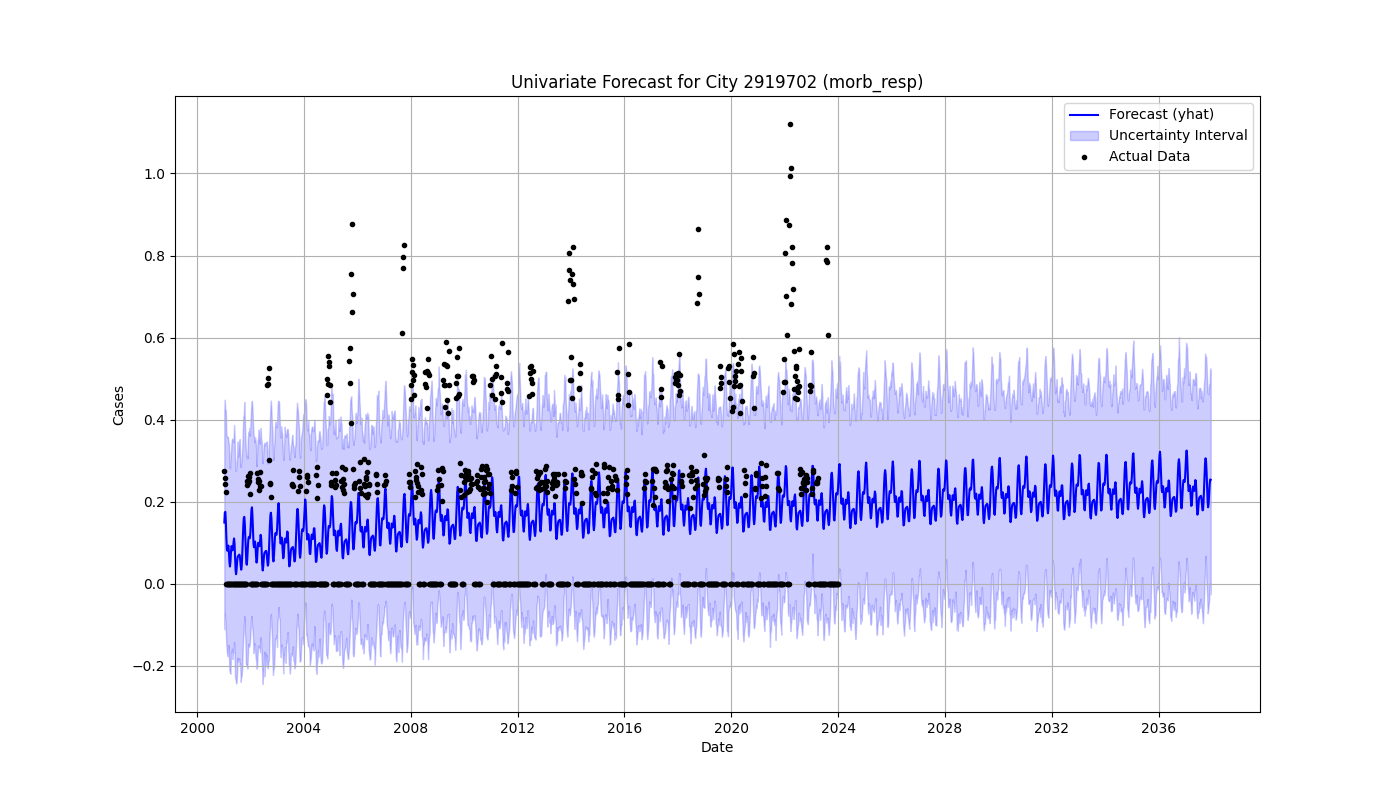 Univariate Forecast for City 2919702 (morb_resp)
Forecast (yhat)
Uncertainty Interval
Actual Data
Cases
1.0
0.8
0.6
0.4
0.2
0.0
−0.2
2000
2004
2008
2012
2016
2020
2024
2028
2032
2036
Date